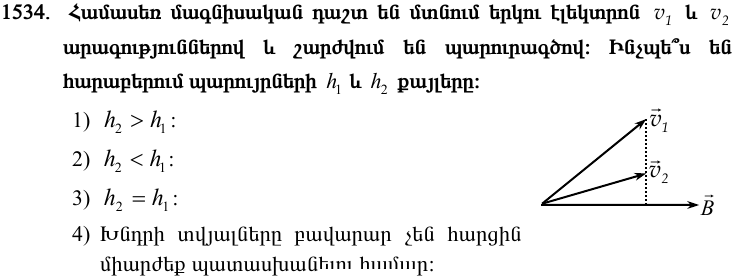 1534. Համասեռ մագնիսական դաշտ են մտնում երկու էլեկտրոն v₁ և v₂
արագություններով և շարժվում են պարուրագծով: Ինչպե՞ս են
հարաբերում պարույրների h₁ և h₂ քայլերը:
1) h₂ > h₁:
2) h₂ < h₁:
3) h₂ = h₁:
4) Խնդրի տվյալները բավարար չեն հարցին
միարժեք պատասխանելու համար:
v⃗₁
v⃗₂
B⃗